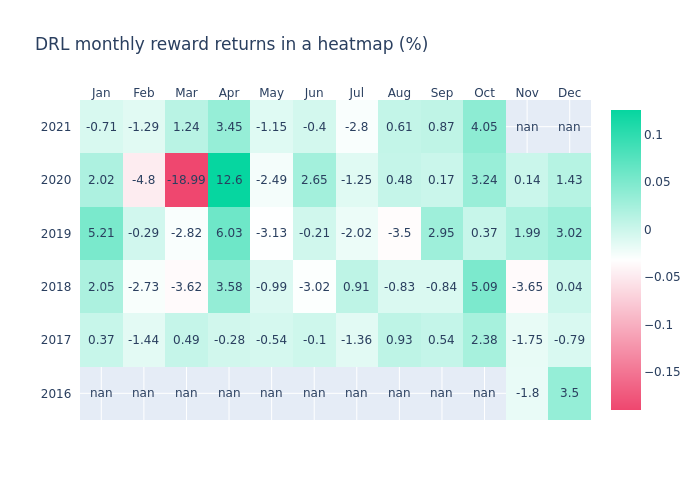 DRL monthly reward returns in a heatmap (%)
Jan Feb Mar Apr May Jun Jul Aug Sep Oct Nov Dec
2021 -0.71 -1.29 1.24 3.45 -1.15 -0.4 -2.8 0.61 0.87 4.05 nan nan
2020 2.02 -4.8 -18.99 12.6 -2.49 2.65 -1.25 0.48 0.17 3.24 0.14 1.43
2019 5.21 -0.29 -2.82 6.03 -3.13 -0.21 -2.02 -3.5 2.95 0.37 1.99 3.02
2018 2.05 -2.73 -3.62 3.58 -0.99 -3.02 0.91 -0.83 -0.84 5.09 -3.65 0.04
2017 0.37 -1.44 0.49 -0.28 -0.54 -0.1 -1.36 0.93 0.54 2.38 -1.75 -0.79
2016 nan nan nan nan nan nan nan nan nan nan -1.8 3.5
0.1
0.05
0
−0.05
−0.1
−0.15